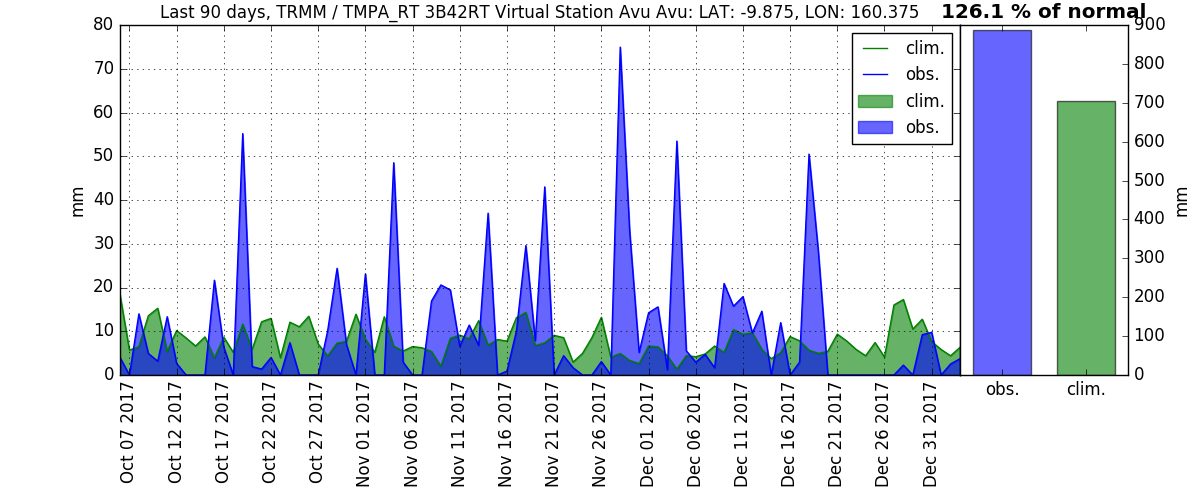 Last 90 days, TRMM / TMPA_RT 3B42RT Virtual Station Avu Avu: LAT: -9.875, LON: 160.375
126.1 % of normal
80
70
60
50
40
30
20
10
0
mm
clim.
obs.
clim.
obs.
900
800
700
600
500
400
300
200
100
0
mm
Oct 07 2017
Oct 12 2017
Oct 17 2017
Oct 22 2017
Oct 27 2017
Nov 01 2017
Nov 06 2017
Nov 11 2017
Nov 16 2017
Nov 21 2017
Nov 26 2017
Dec 01 2017
Dec 06 2017
Dec 11 2017
Dec 16 2017
Dec 21 2017
Dec 26 2017
Dec 31 2017
obs.
clim.